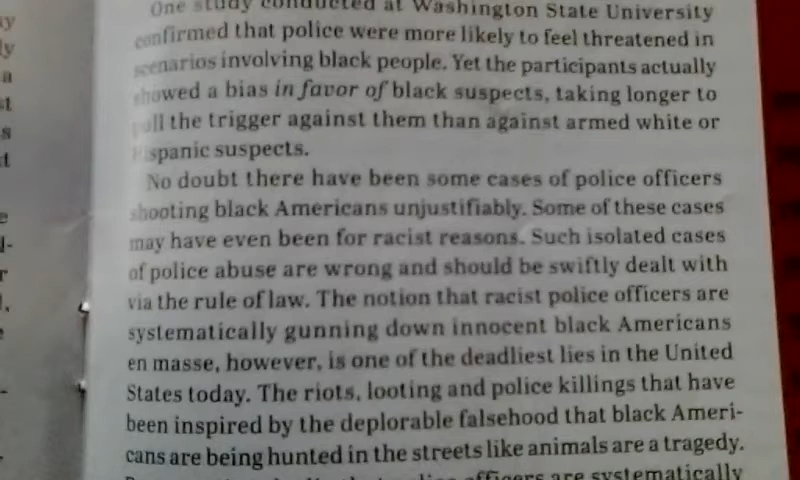 One study conducted at Washington State University
confirmed that police were more likely to feel threatened in
scenarios involving black people. Yet the participants actually
showed a bias in favor of black suspects, taking longer to
pull the trigger against them than against armed white or
Hispanic suspects.
No doubt there have been some cases of police officers
shooting black Americans unjustifiably. Some of these cases
may have even been for racist reasons. Such isolated cases
of police abuse are wrong and should be swiftly dealt with
via the rule of law. The notion that racist police officers are
systematically gunning down innocent black Americans
en masse, however, is one of the deadliest lies in the United
States today. The riots, looting and police killings that have
been inspired by the deplorable falsehood that black Ameri-
cans are being hunted in the streets like animals are a tragedy.
police officers are systematically